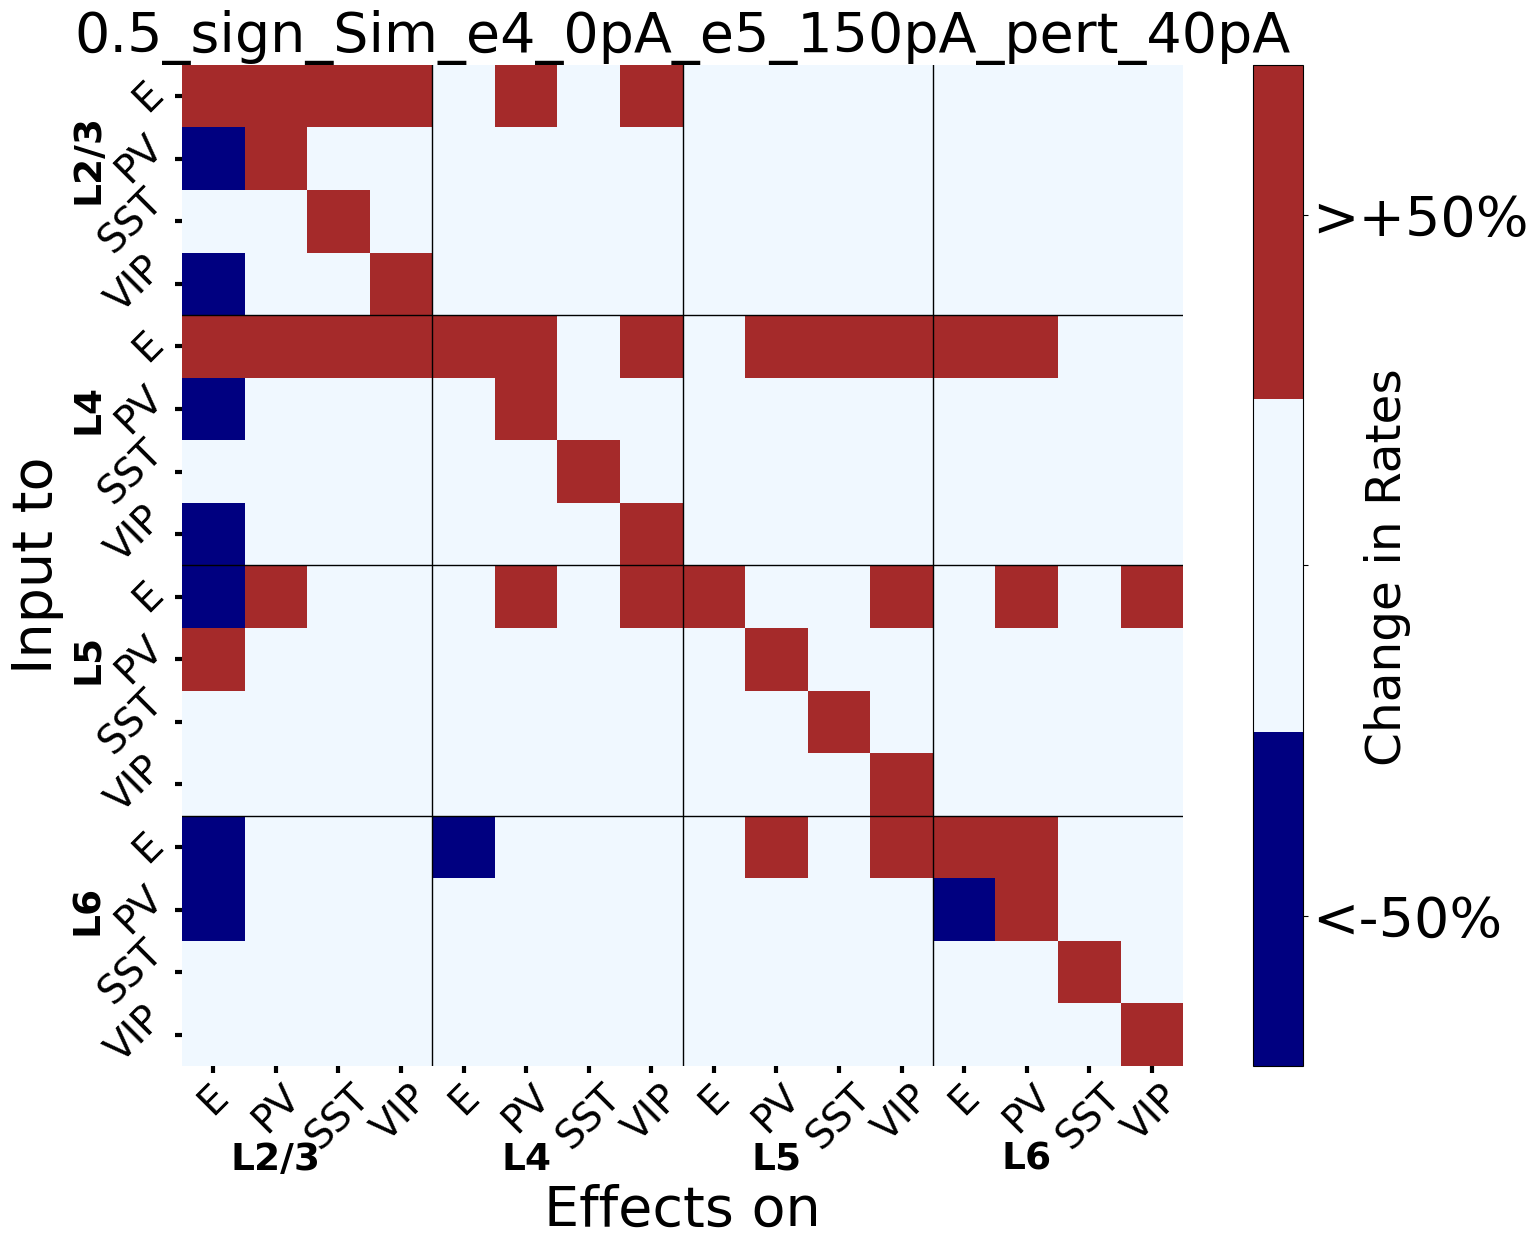 0.5_sign_Sim_e4_0pA_e5_150pA_pert_40pA
Input to
L2/3
E
PV
SST
VIP
L4
E
PV
SST
VIP
L5
E
PV
SST
VIP
L6
E
PV
SST
VIP
E PV SST VIP E PV SST VIP E PV SST VIP E PV SST VIP
L2/3 L4 L5 L6
Effects on
>+50%
<-50%
Change in Rates